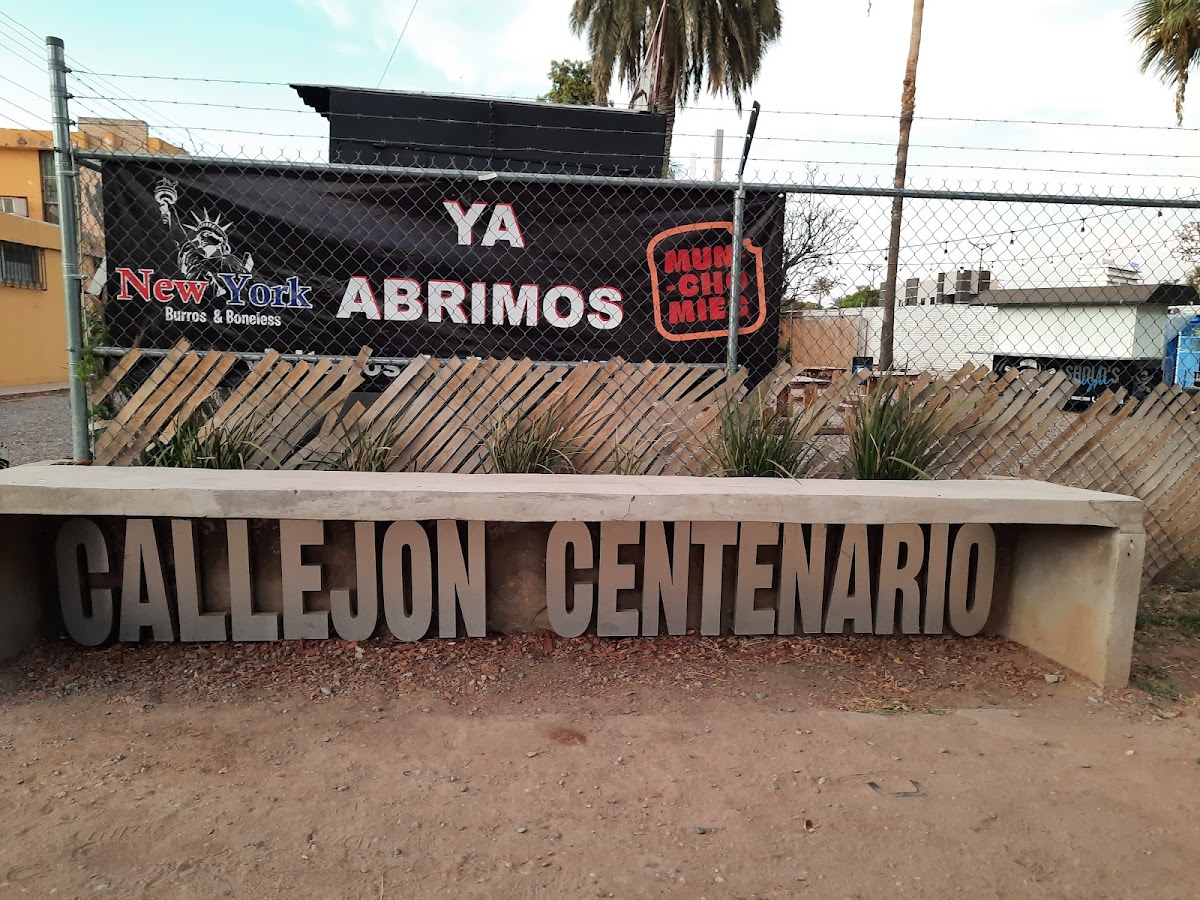 YA
ABRIMOS
New York
Burros & Boneless
MUN
-CHO
MIES
CALLEJON CENTENARIO